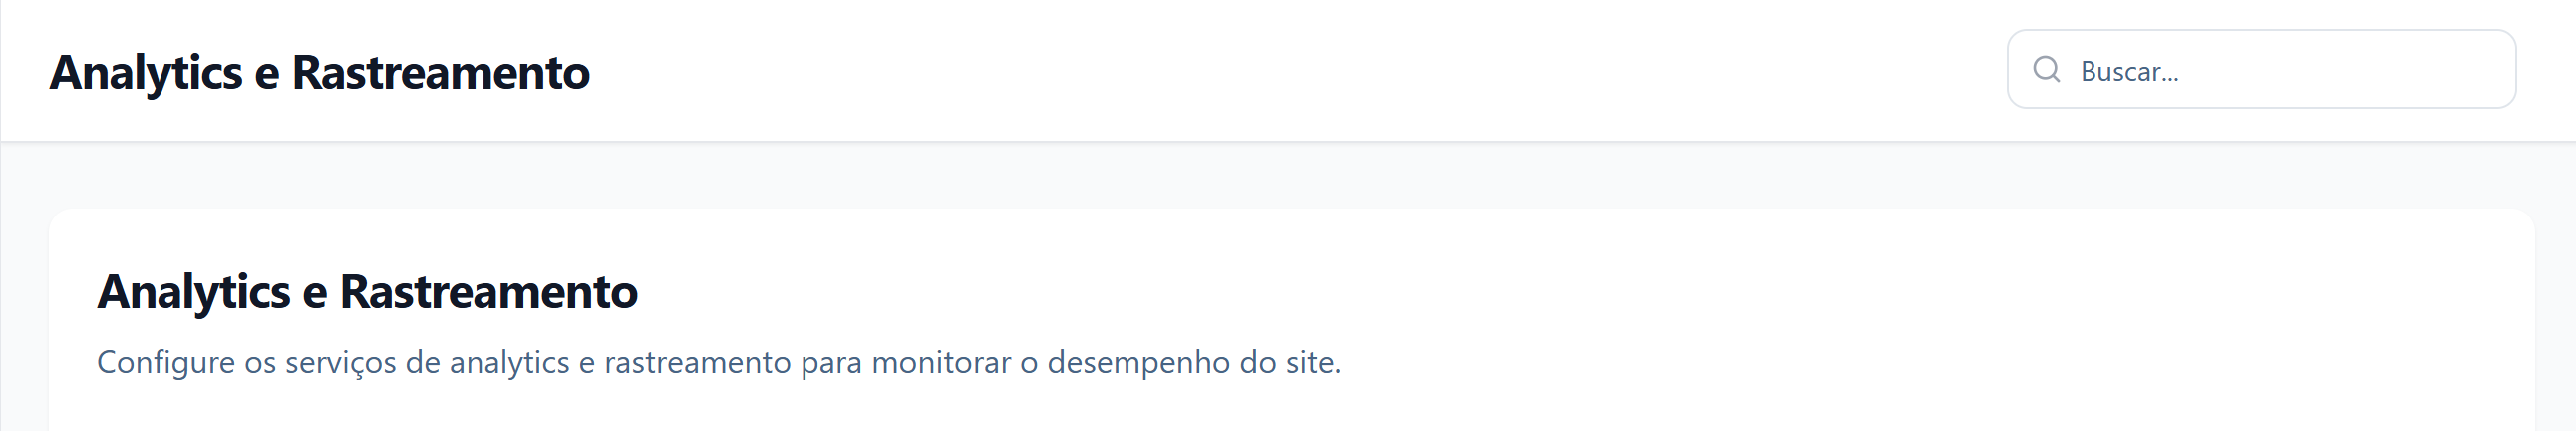 Analytics e Rastreamento
Buscar...
Analytics e Rastreamento
Configure os serviços de analytics e rastreamento para monitorar o desempenho do site.